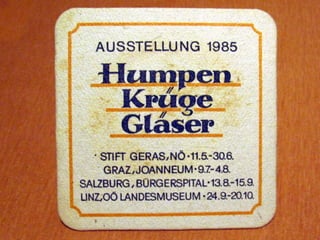 AUSSTELLUNG 1985
Humpen
Krüge
Gläser
· STIFT GERAS, NÖ · 11.5.-30.6.
GRAZ, JOANNEUM · 9.7.-4.8.
SALZBURG, BÜRGERSPITAL · 13.8.-15.9.
LINZ, OÖ LANDESMUSEUM · 24.9.-20.10.